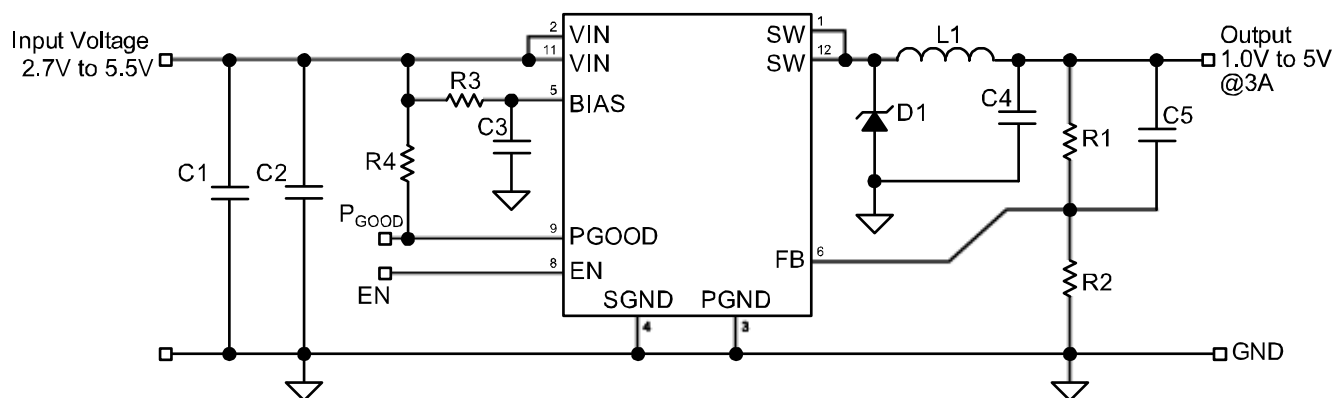 Input Voltage
2.7V to 5.5V
2
VIN
11
VIN
R3
5
BIAS
C3
R4
C1
C2
PGOOD
9
PGOOD
8
EN
EN
SGND
PGND
4
3
1
SW
12
SW
L1
D1
C4
R1
C5
6
FB
R2
Output
1.0V to 5V
@3A
GND